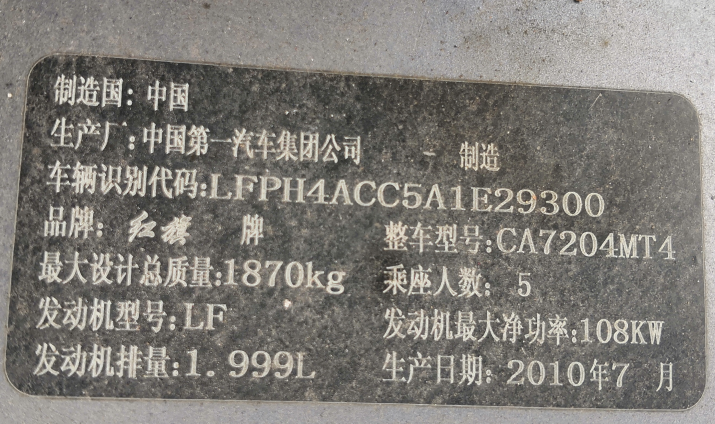 制造国：中国
生产厂：中国第一汽车集团公司 制造
车辆识别代码：LFPH4ACC5A1E29300
品牌：红旗 牌 整车型号：CA7204MT4
最大设计总质量：1870kg 乘座人数：5
发动机型号：LF 发动机最大净功率：108KW
发动机排量：1.999L 生产日期：2010年7 月